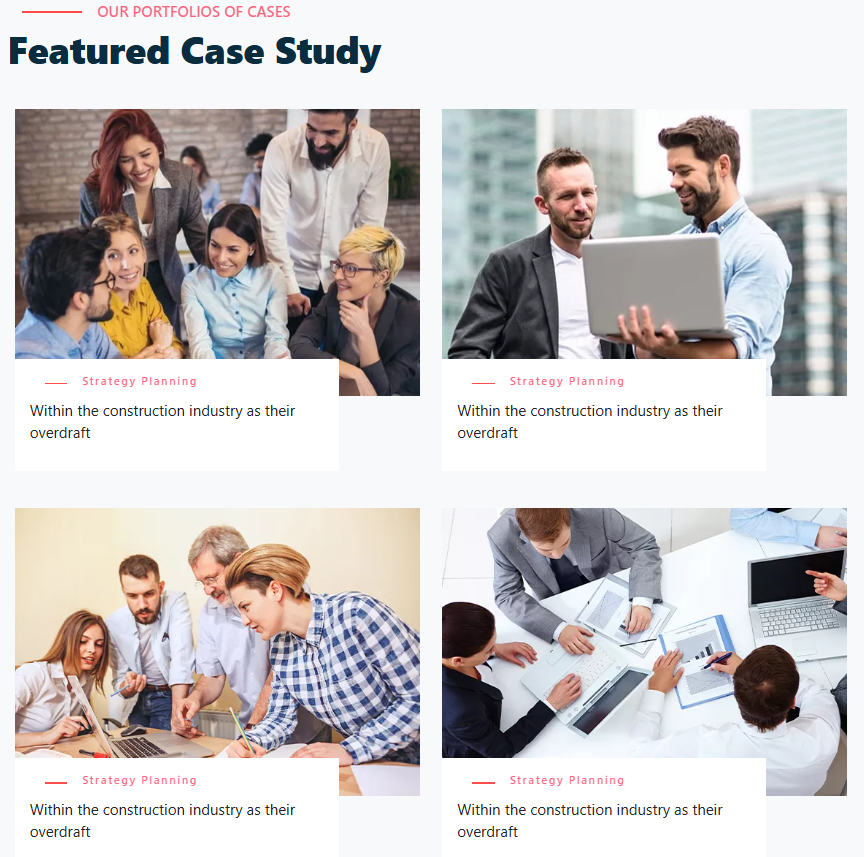 OUR PORTFOLIOS OF CASES
Featured Case Study
Strategy Planning
Within the construction industry as their
overdraft
Strategy Planning
Within the construction industry as their
overdraft
Strategy Planning
Within the construction industry as their
overdraft
Strategy Planning
Within the construction industry as their
overdraft